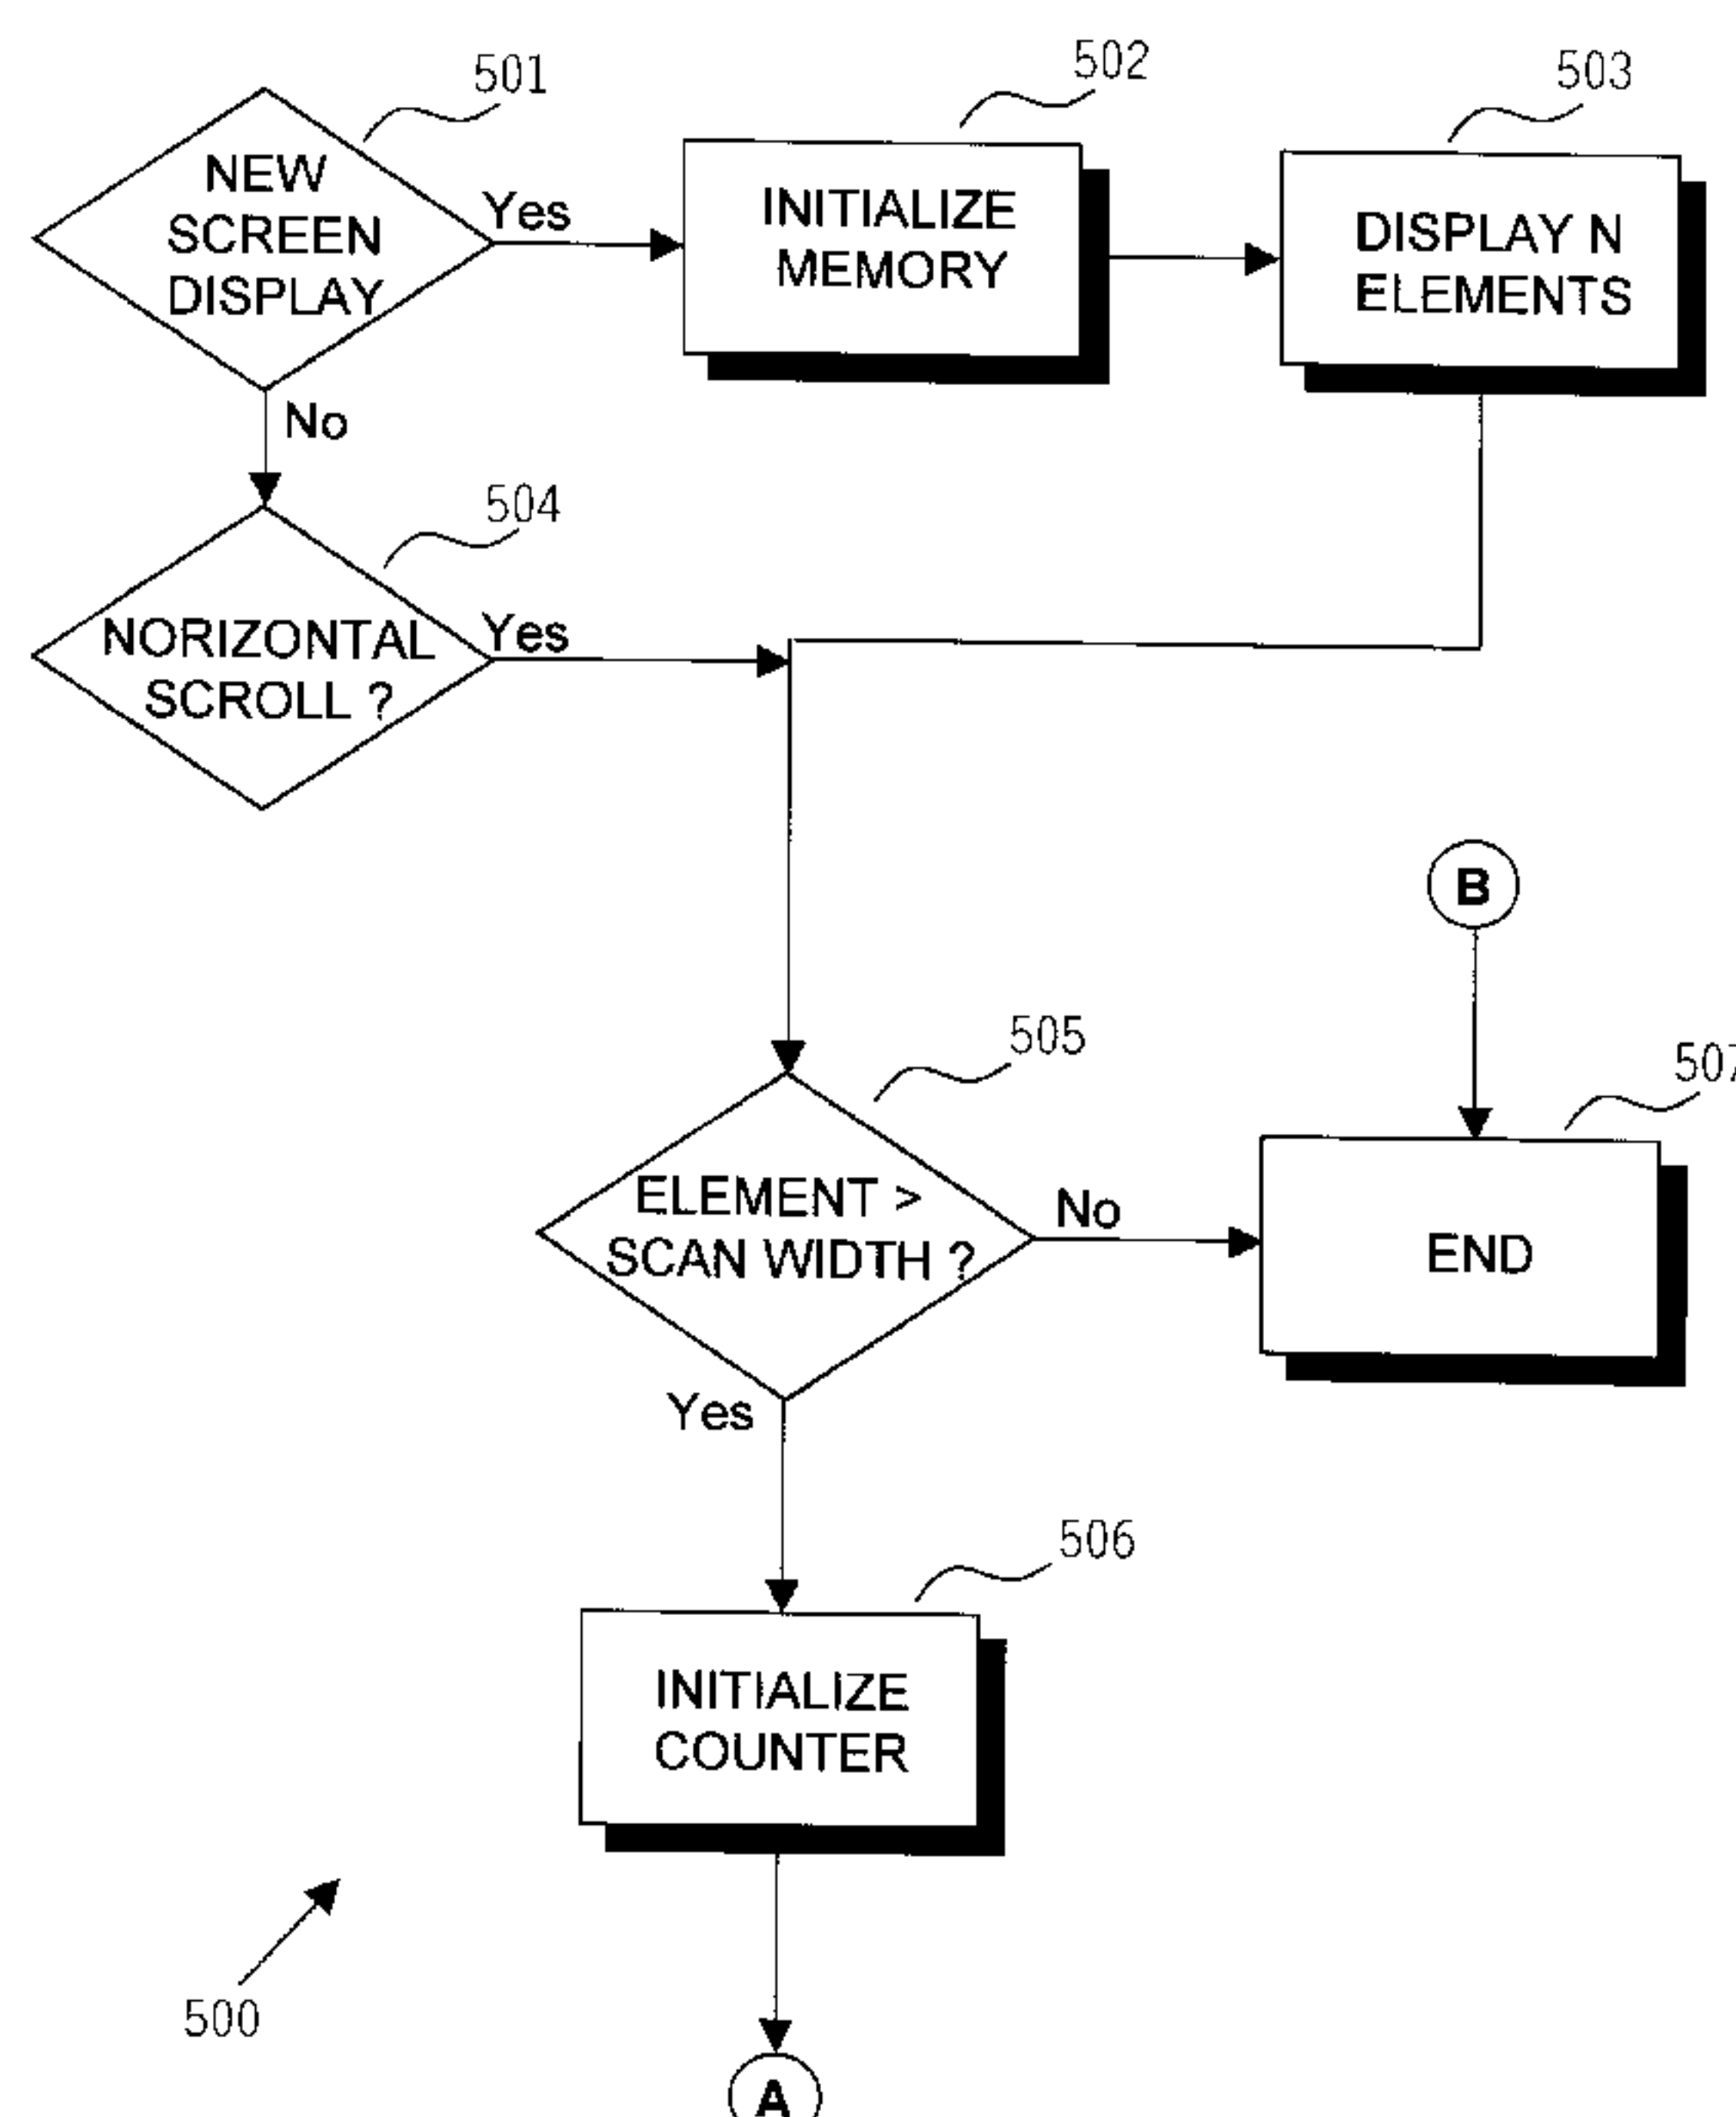 501
NEW
SCREEN
DISPLAY
Yes
No
502
INITIALIZE
MEMORY
503
DISPLAY N
ELEMENTS
504
NORIZONTAL
SCROLL ?
Yes
B
505
ELEMENT >
SCAN WIDTH ?
No
Yes
507
END
506
INITIALIZE
COUNTER
500
A